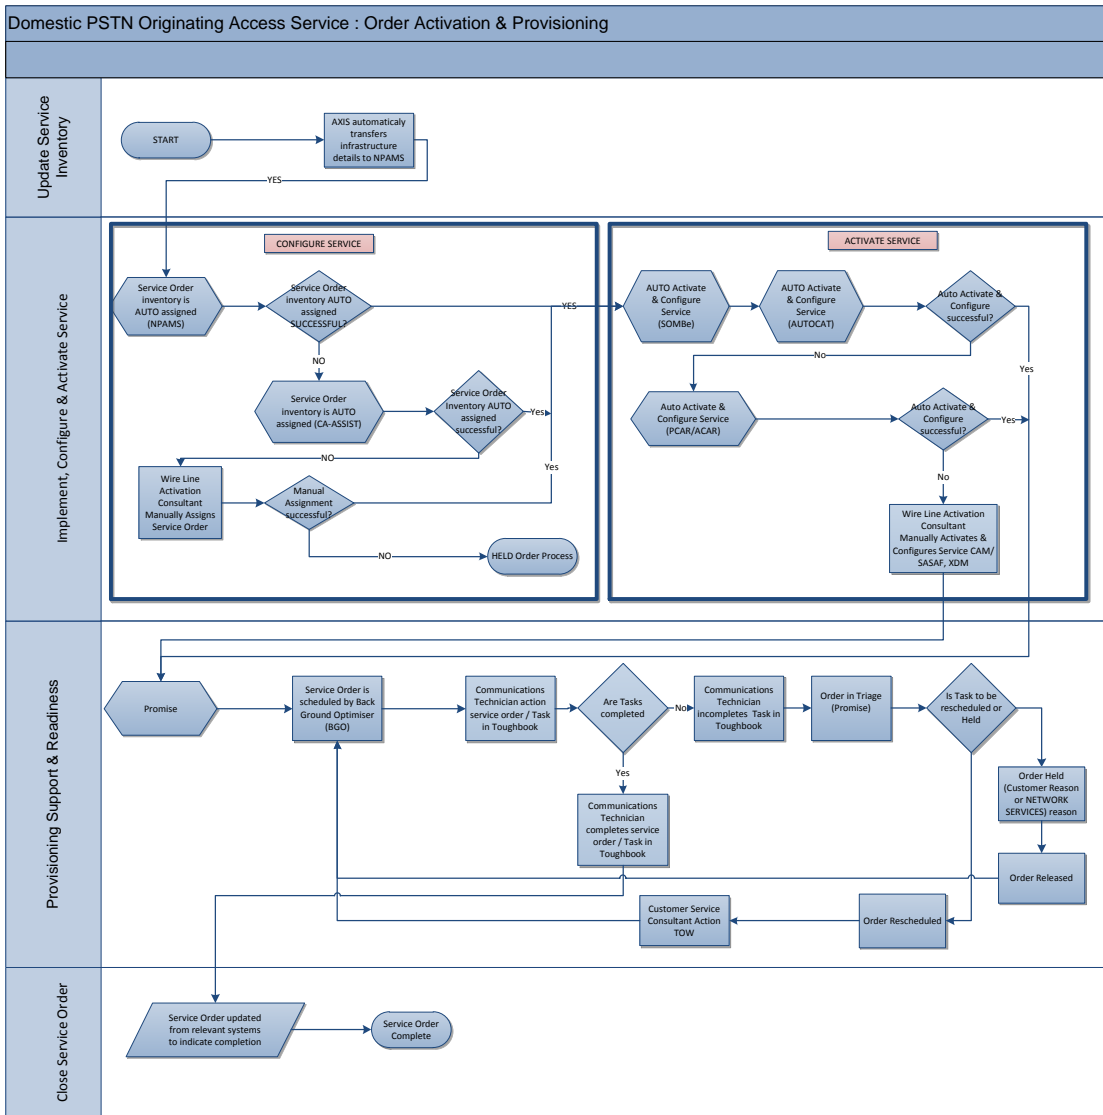 Domestic PSTN Originating Access Service : Order Activation & Provisioning
Update Service
Inventory
START
AXIS automaticaly
transfers
infrastructure
details to NPAMS
YES
Implement, Configure & Activate Service
CONFIGURE SERVICE
Service Order
inventory is
AUTO assigned
(NPAMS)
Service Order
inventory AUTO
assigned
SUCCESSFUL?
YES
NO
Service Order
inventory is AUTO
assigned (CA-ASSIST)
Service Order
Inventory AUTO
assigned
successful?
Yes
NO
Wire Line
Activation
Consultant
Manually Assigns
Service Order
Manual
Assignment
successful?
Yes
NO
HELD Order Process
ACTIVATE SERVICE
AUTO Activate
& Configure
Service
(SOMBe)
AUTO Activate
& Configure
Service
(AUTOCAT)
Auto Activate &
Configure
successful?
No
Yes
Auto Activate &
Configure Service
(PCAR/ACAR)
Auto Activate &
Configure
successful?
Yes
No
Wire Line Activation
Consultant
Manually Activates &
Configures Service CAM/
SASAF, XDM
Provisioning Support & Readiness
Promise
Service Order is
scheduled by Back
Ground Optimiser
(BGO)
Communications
Technician action
service order / Task
in Toughbook
Are Tasks
completed
No
Communications
Technician
incompletes Task in
Toughbook
Order in Triage
(Promise)
Is Task to be
rescheduled or
Held
Yes
Communications
Technician
completes service
order / Task in
Toughbook
Order Held
(Customer Reason
or NETWORK
SERVICES) reason
Order Released
Customer Service
Consultant Action
TOW
Order Rescheduled
Close Service Order
Service Order updated
from relevant systems
to indicate completion
Service Order
Complete